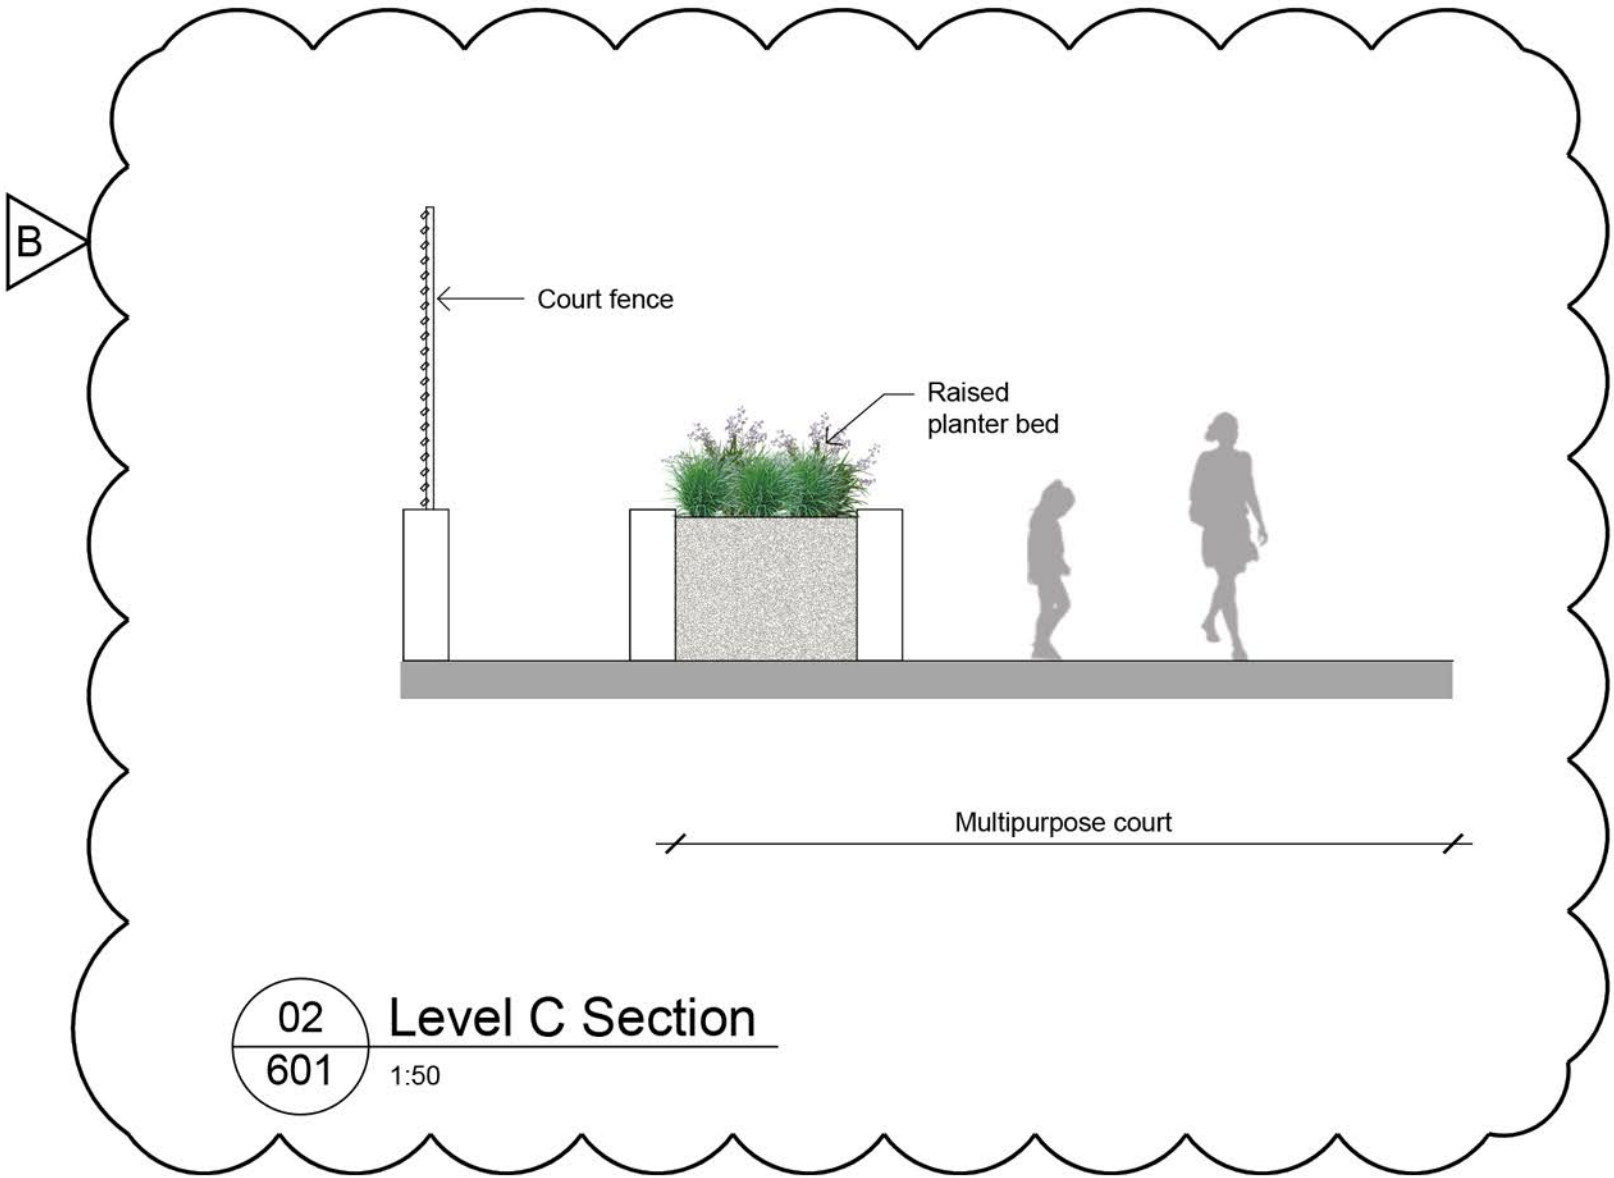 B
Court fence
Raised
planter bed
Multipurpose court
02
601
Level C Section
1:50